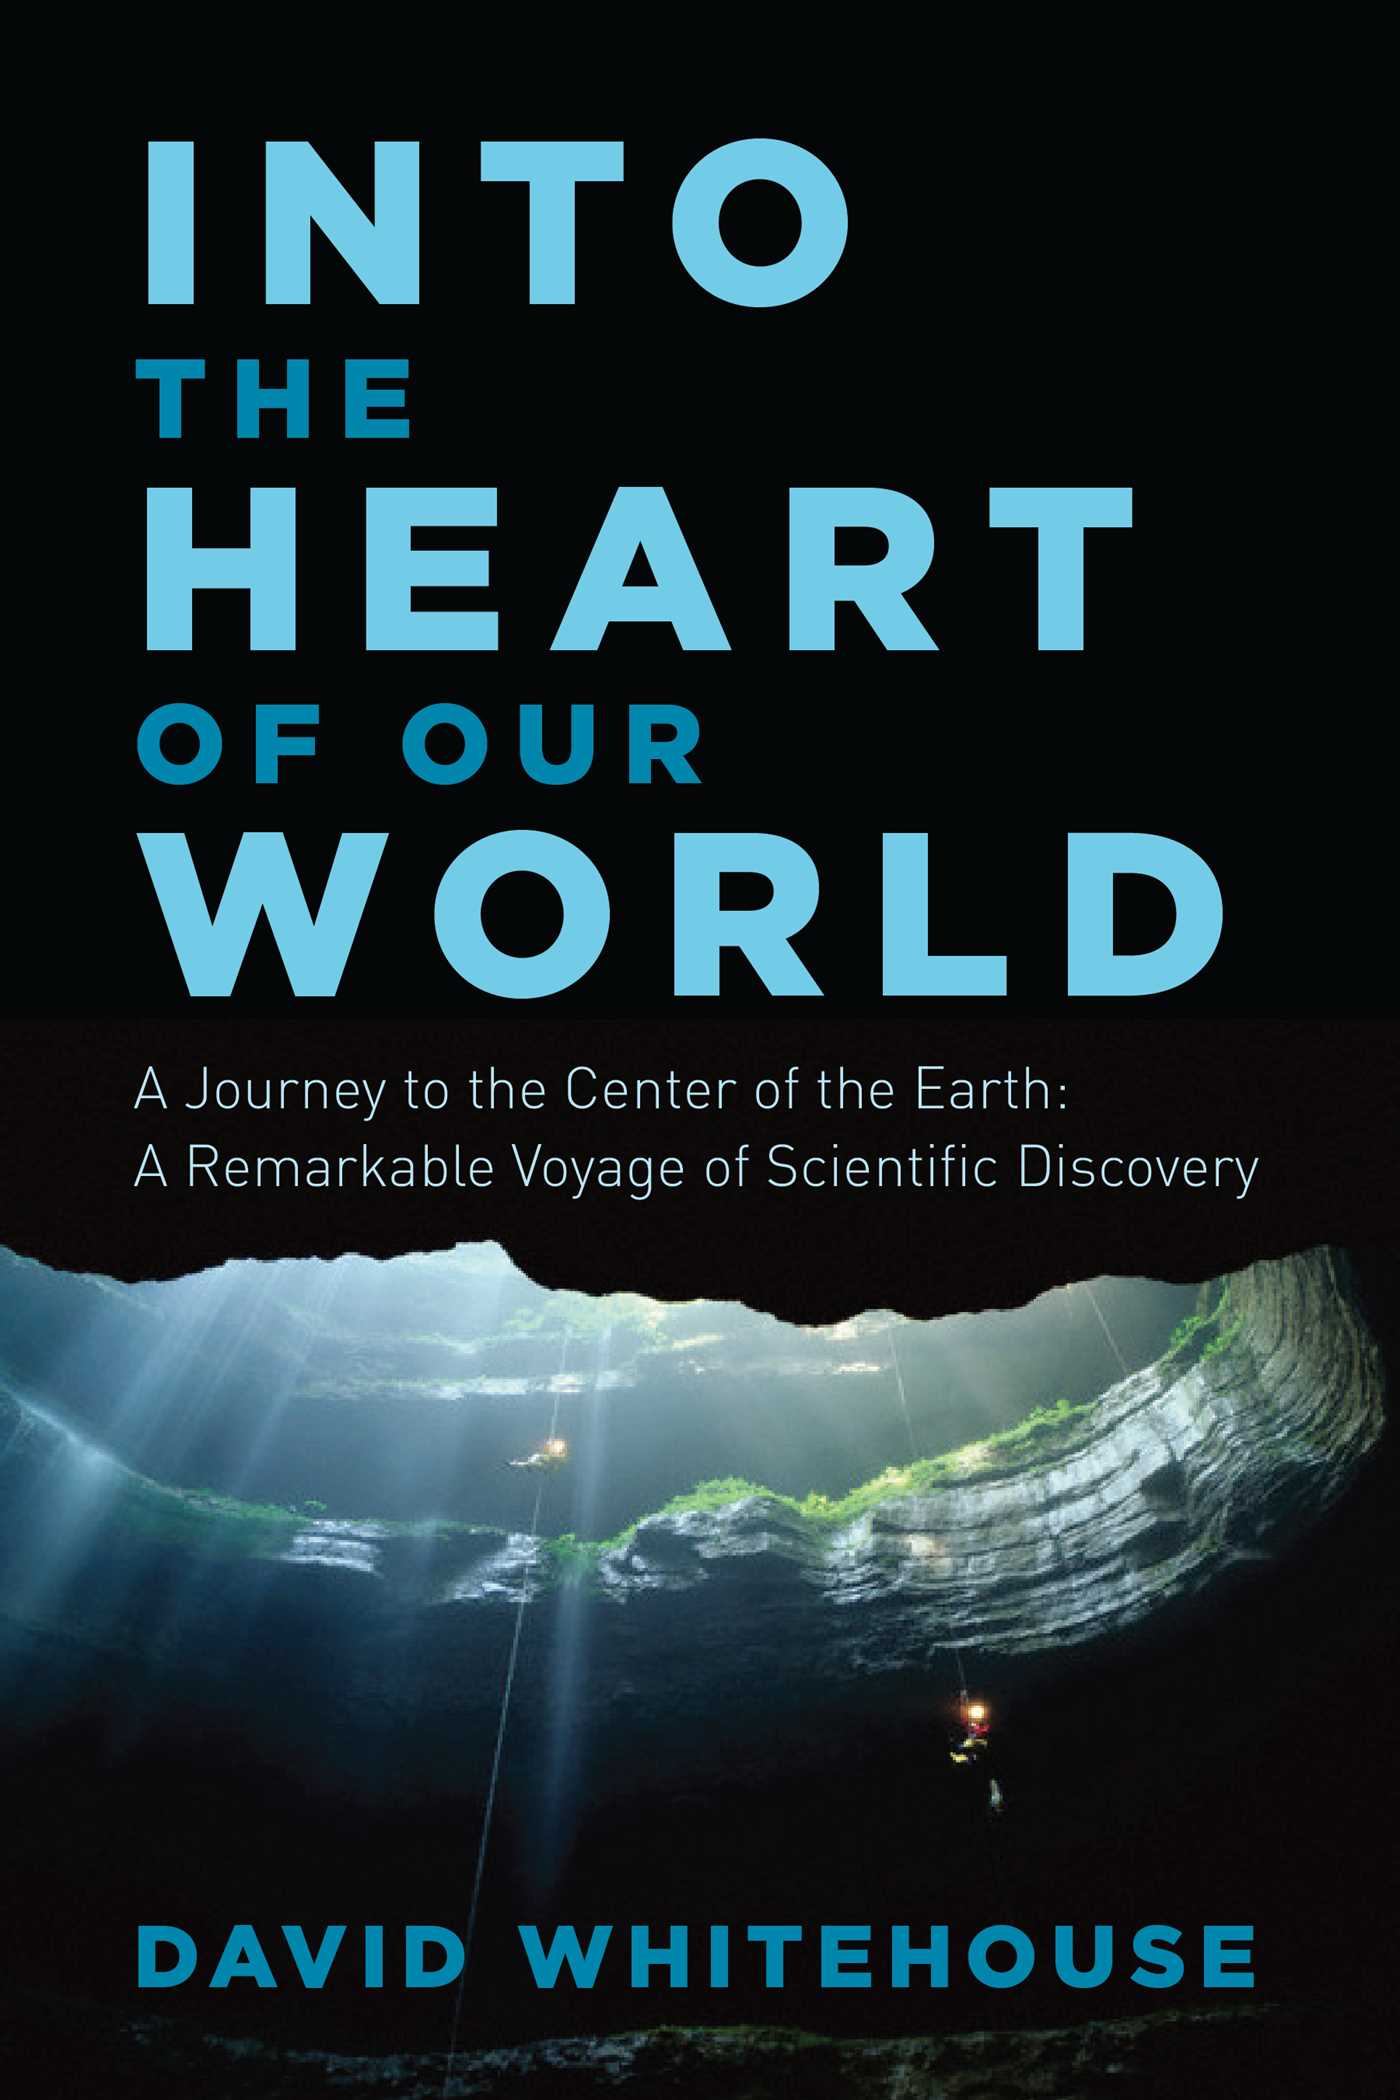 INTO
THE
HEART
OF OUR
WORLD
A Journey to the Center of the Earth:
A Remarkable Voyage of Scientific Discovery
DAVID WHITEHOUSE